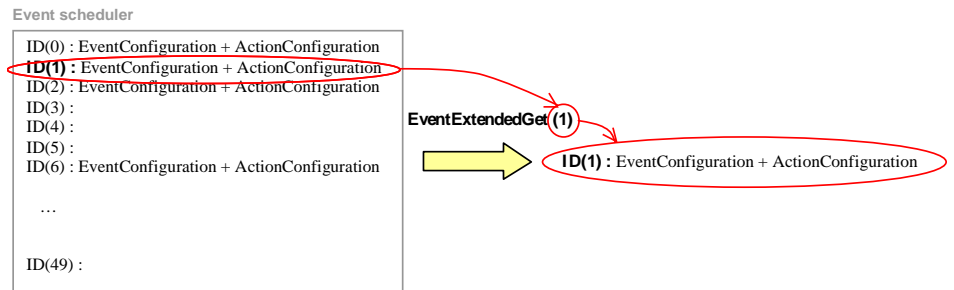 Event scheduler
ID(0) : EventConfiguration + ActionConfiguration
ID(1) : EventConfiguration + ActionConfiguration
ID(2) : EventConfiguration + ActionConfiguration
ID(3) :
ID(4) :
ID(5) :
ID(6) : EventConfiguration + ActionConfiguration
…
ID(49) :
EventExtendedGet(1)
ID(1) : EventConfiguration + ActionConfiguration